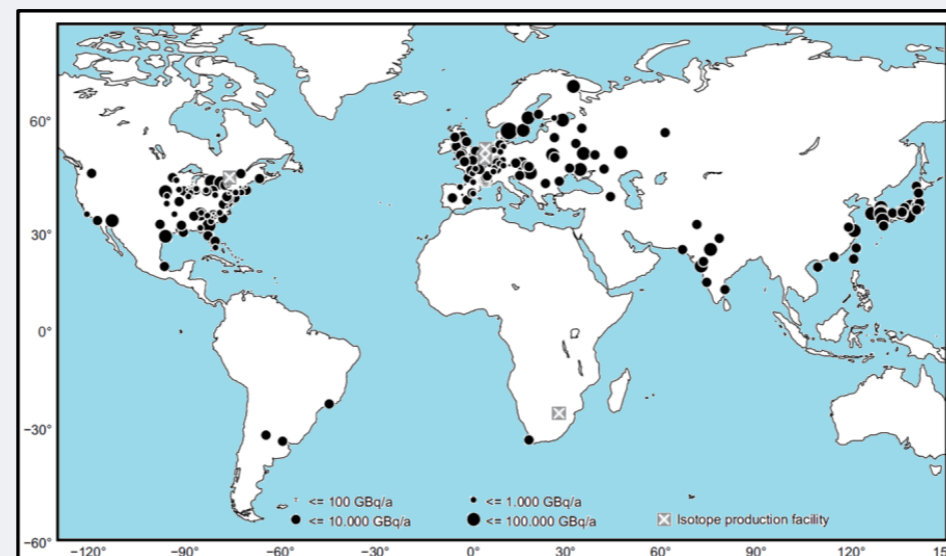 60°
30°
0°
−30°
−60°
<= 100 GBq/a
<= 1.000 GBq/a
<= 10.000 GBq/a
<= 100.000 GBq/a
Isotope production facility
−120° −90° −60° −30° 0° 30° 60° 90° 120° 150°